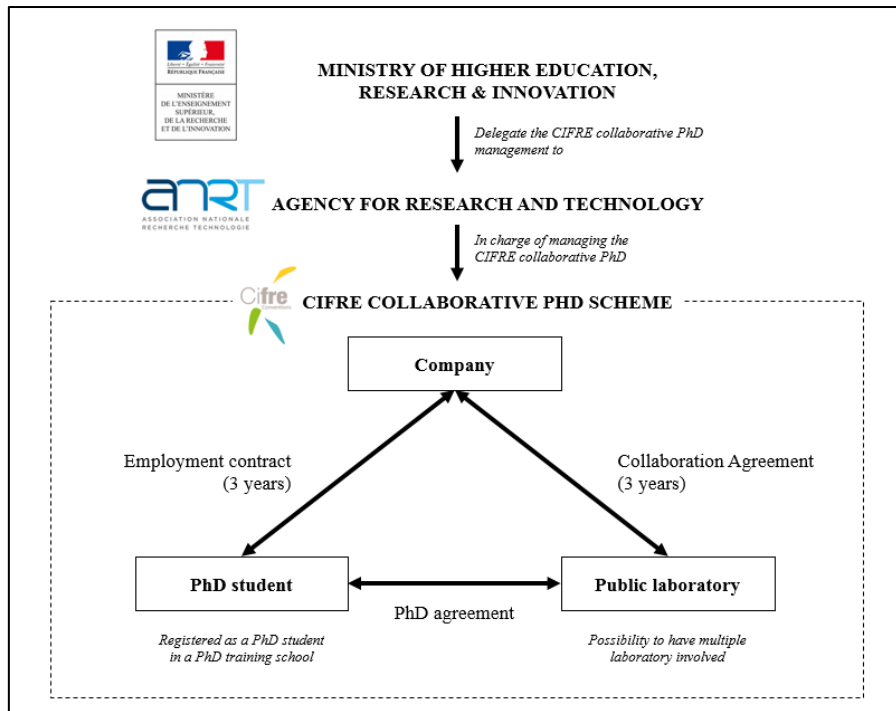 Liberté • Égalité • Fraternité
RÉPUBLIQUE FRANÇAISE
MINISTÈRE
DE L'ENSEIGNEMENT
SUPÉRIEUR,
DE LA RECHERCHE
ET DE L'INNOVATION
MINISTRY OF HIGHER EDUCATION,
RESEARCH & INNOVATION
Delegate the CIFRE collaborative PhD
management to
anrt
ASSOCIATION NATIONALE
RECHERCHE TECHNOLOGIE
AGENCY FOR RESEARCH AND TECHNOLOGY
In charge of managing the
CIFRE collaborative PhD
Cifre
Conventions
CIFRE COLLABORATIVE PHD SCHEME
Company
Employment contract
(3 years)
Collaboration Agreement
(3 years)
PhD student
Public laboratory
PhD agreement
Registered as a PhD student
in a PhD training school
Possibility to have multiple
laboratory involved